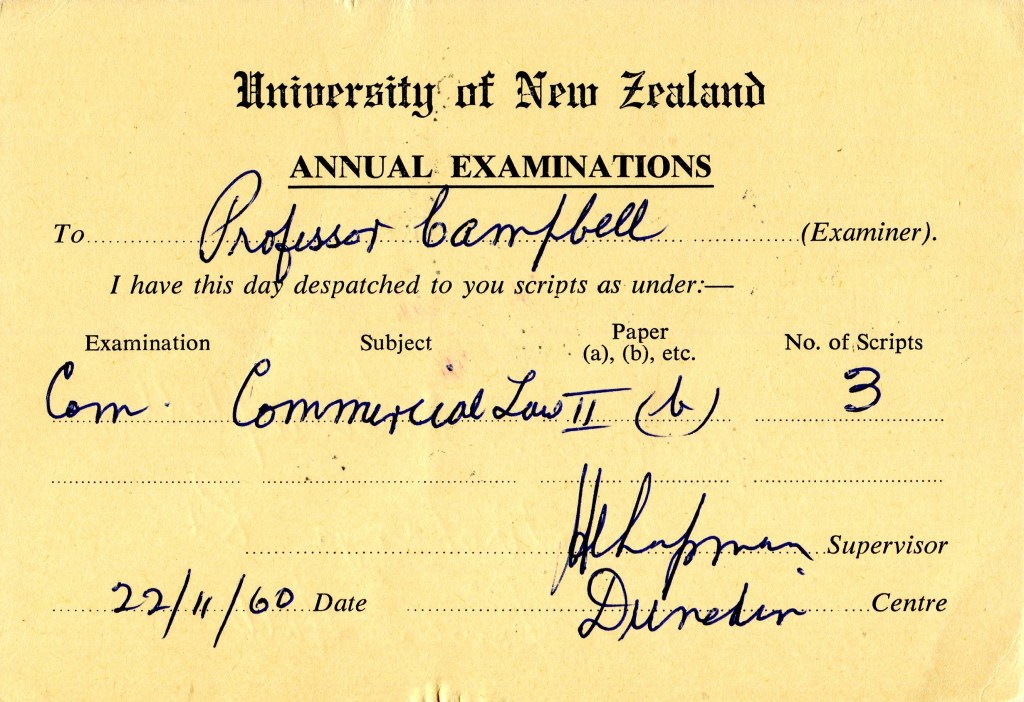 University of New Zealand
ANNUAL EXAMINATIONS
To Professor Campbell (Examiner).
I have this day despatched to you scripts as under:—
Examination Subject Paper (a), (b), etc. No. of Scripts
Com. Commercial Law II (b) 3
Chapman Supervisor
22/11/60 Date Dunedin Centre